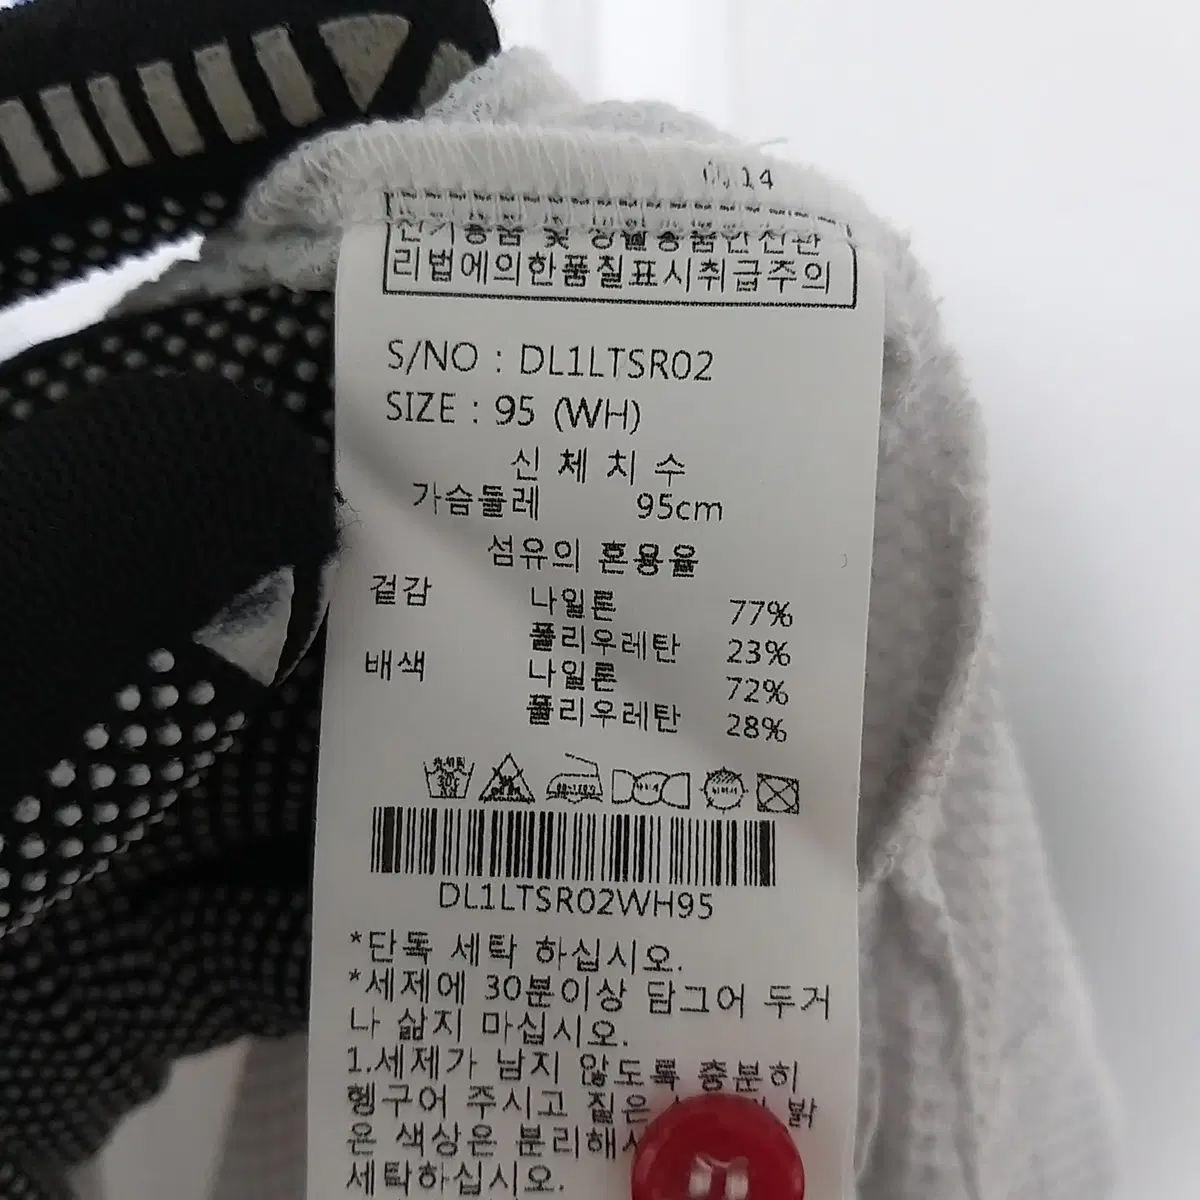 14
전기용품 및 생활용품안전관
리법에의한품질표시취급주의
S/NO : DL1LTSR02
SIZE : 95 (WH)
신 체 치 수
가슴둘레 95cm
섬유의 혼용율
겉감 나일론 77%
폴리우레탄 23%
배색 나일론 72%
폴리우레탄 28%
DL1LTSR02WH95
*단독 세탁 하십시오.
*세제에 30분이상 담그어 두거
나 삶지 마십시오.
1.세제가 남지 않도록 충분히
헹구어 주시고 짙은 밝
은 색상은 분리해
세탁하십시오.